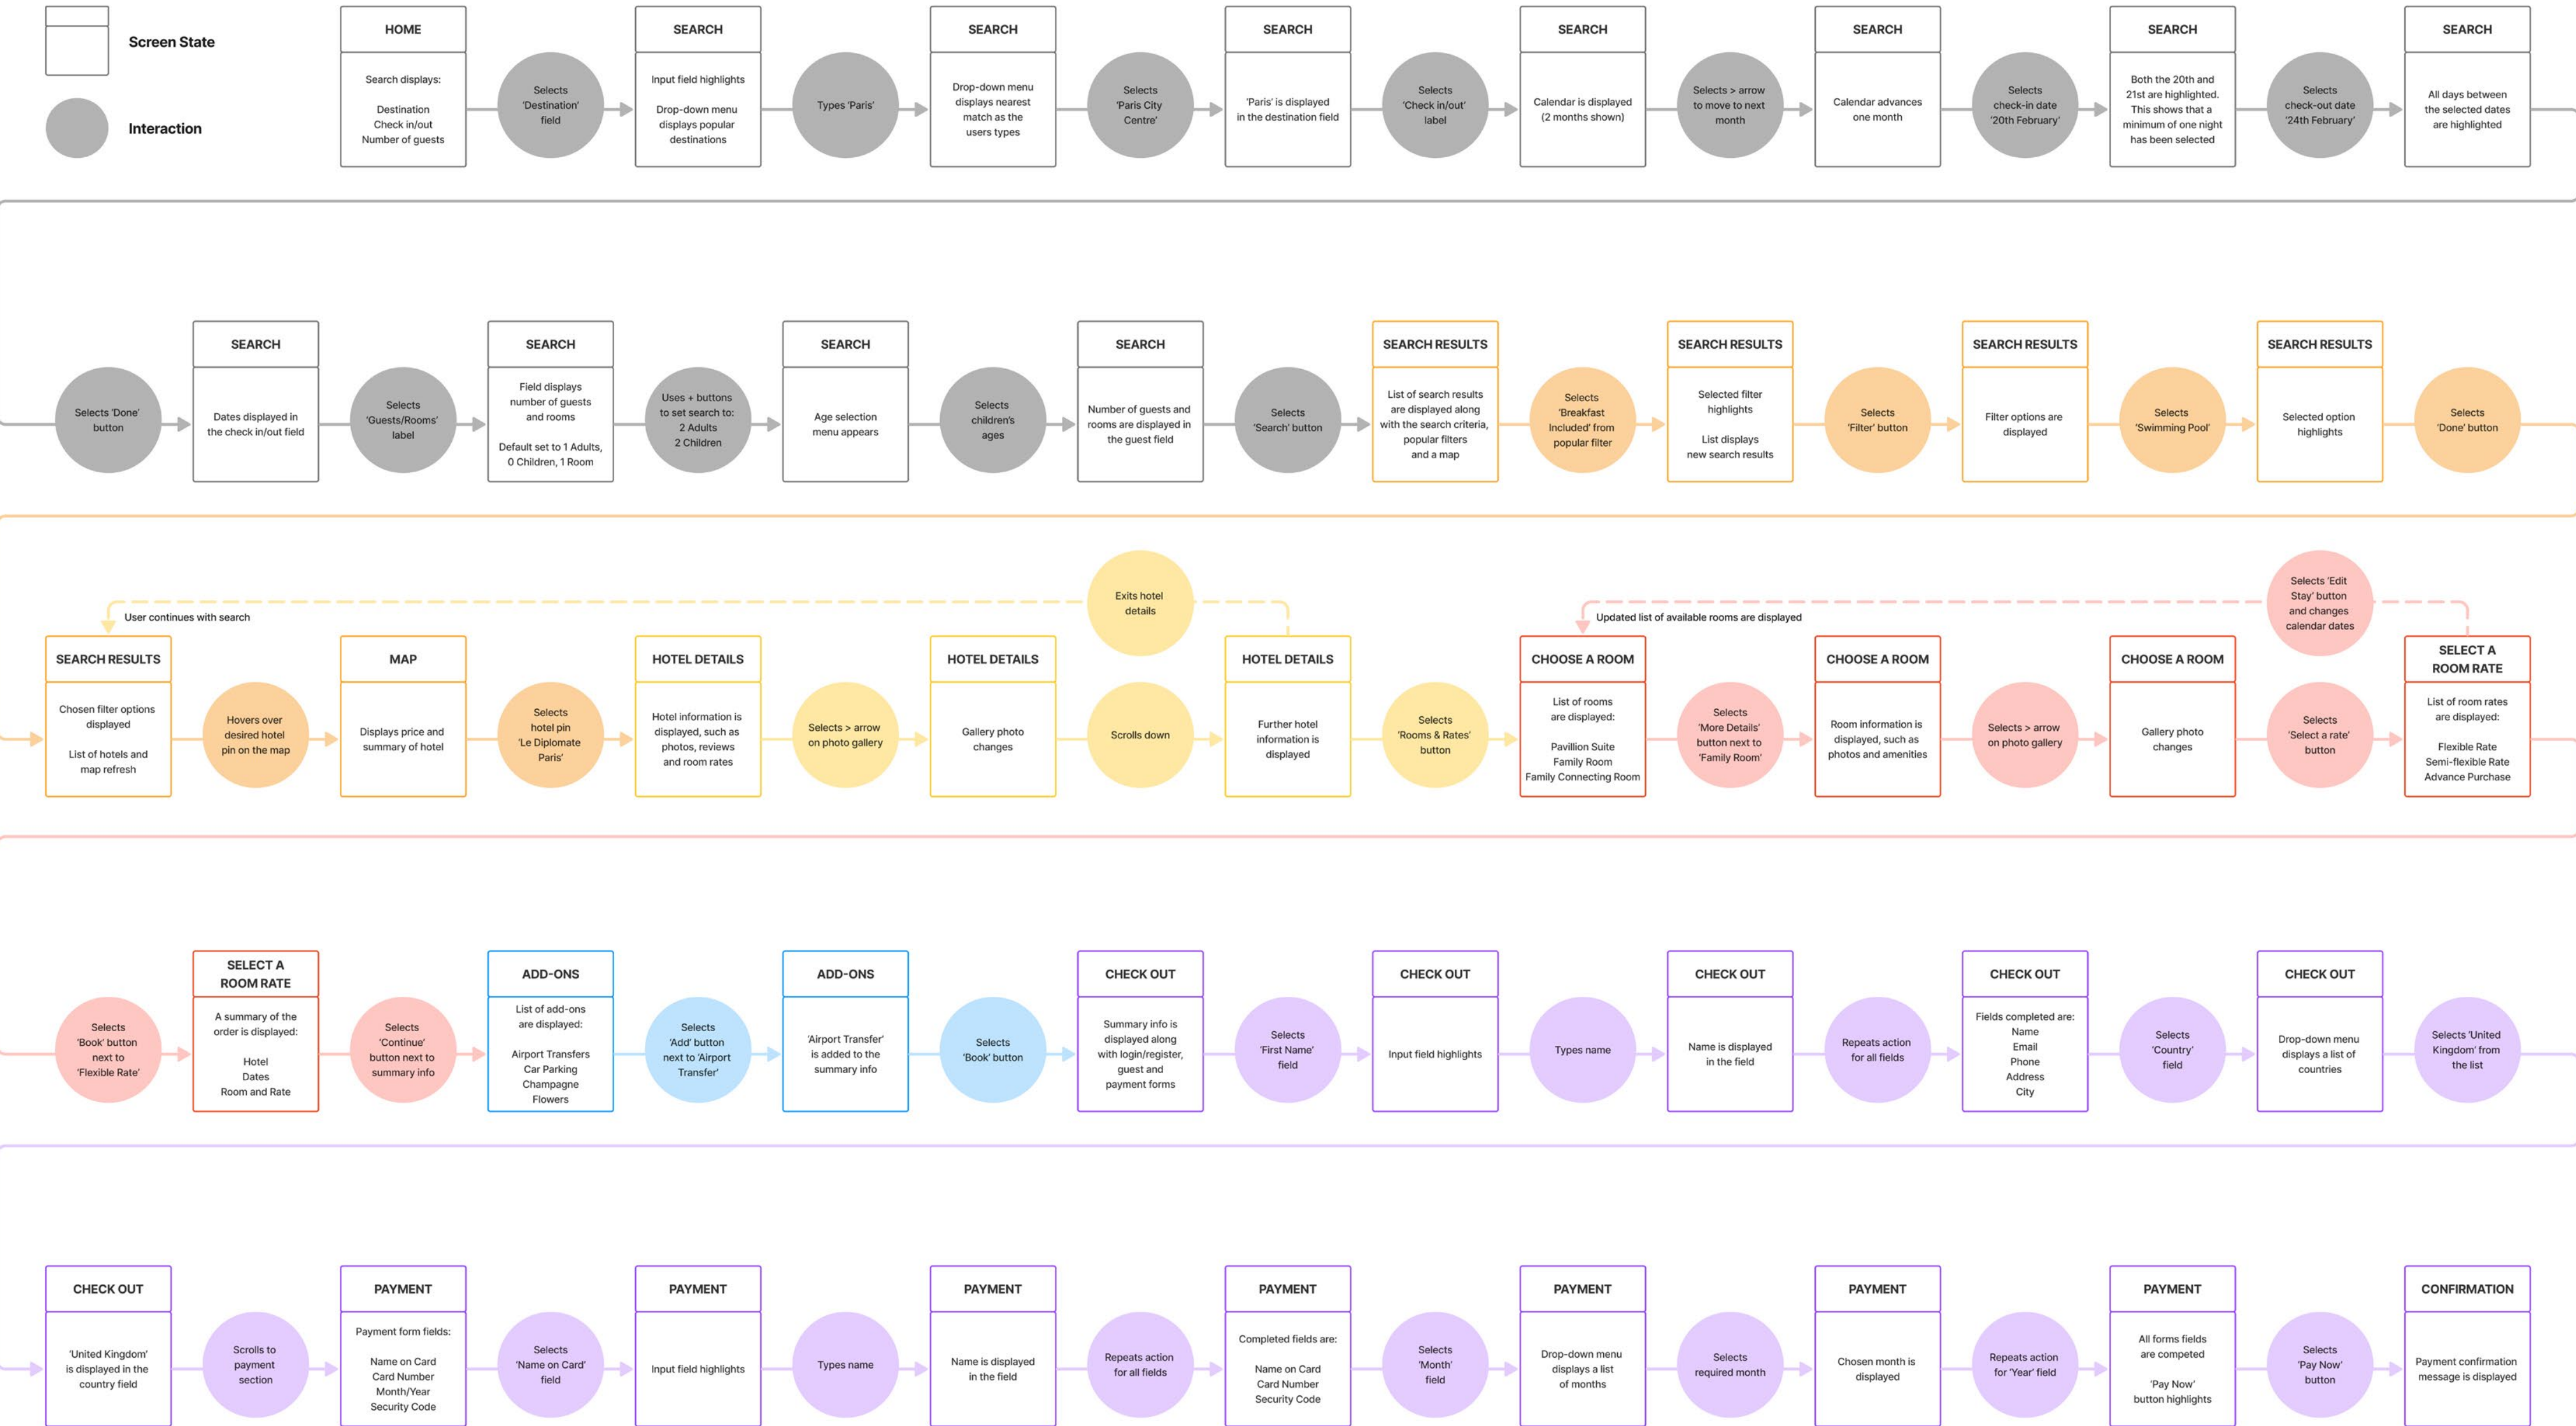 Screen State
Interaction
HOME
Search displays:
Destination
Check in/out
Number of guests
Selects
'Destination'
field
SEARCH
Input field highlights
Drop-down menu
displays popular
destinations
Types 'Paris'
SEARCH
Drop-down menu
displays nearest
match as the
users types
Selects
'Paris City
Centre'
SEARCH
'Paris' is displayed
in the destination field
Selects
'Check in/out'
label
SEARCH
Calendar is displayed
(2 months shown)
Selects > arrow
to move to next
month
SEARCH
Calendar advances
one month
Selects
check-in date
'20th February'
SEARCH
Both the 20th and
21st are highlighted.
This shows that a
minimum of one night
has been selected
Selects
check-out date
'24th February'
SEARCH
All days between
the selected dates
are highlighted
Selects 'Done'
button
SEARCH
Dates displayed in
the check in/out field
Selects
'Guests/Rooms'
label
SEARCH
Field displays
number of guests
and rooms
Default set to 1 Adults,
0 Children, 1 Room
Uses + buttons
to set search to:
2 Adults
2 Children
SEARCH
Age selection
menu appears
Selects
children's
ages
SEARCH
Number of guests and
rooms are displayed in
the guest field
Selects
'Search' button
SEARCH RESULTS
List of search results
are displayed along
with the search criteria,
popular filters
and a map
Selects
'Breakfast
Included' from
popular filter
SEARCH RESULTS
Selected filter
highlights
List displays
new search results
Selects
'Filter' button
SEARCH RESULTS
Filter options are
displayed
Selects
'Swimming Pool'
SEARCH RESULTS
Selected option
highlights
Selects
'Done' button
User continues with search
Exits hotel
details
Updated list of available rooms are displayed
Selects 'Edit
Stay' button
and changes
calendar dates
SEARCH RESULTS
Chosen filter options
displayed
List of hotels and
map refresh
Hovers over
desired hotel
pin on the map
MAP
Displays price and
summary of hotel
Selects
hotel pin
'Le Diplomate
Paris'
HOTEL DETAILS
Hotel information is
displayed, such as
photos, reviews
and room rates
Selects > arrow
on photo gallery
HOTEL DETAILS
Gallery photo
changes
Scrolls down
HOTEL DETAILS
Further hotel
information is
displayed
Selects
'Rooms & Rates'
button
CHOOSE A ROOM
List of rooms
are displayed:
Pavillion Suite
Family Room
Family Connecting Room
Selects
'More Details'
button next to
'Family Room'
CHOOSE A ROOM
Room information is
displayed, such as
photos and amenities
Selects > arrow
on photo gallery
CHOOSE A ROOM
Gallery photo
changes
Selects
'Select a rate'
button
SELECT A
ROOM RATE
List of room rates
are displayed:
Flexible Rate
Semi-flexible Rate
Advance Purchase
Selects
'Book' button
next to
'Flexible Rate'
SELECT A
ROOM RATE
A summary of the
order is displayed:
Hotel
Dates
Room and Rate
Selects
'Continue'
button next to
summary info
ADD-ONS
List of add-ons
are displayed:
Airport Transfers
Car Parking
Champagne
Flowers
Selects
'Add' button
next to 'Airport
Transfer'
ADD-ONS
'Airport Transfer'
is added to the
summary info
Selects
'Book' button
CHECK OUT
Summary info is
displayed along
with login/register,
guest and
payment forms
Selects
'First Name'
field
CHECK OUT
Input field highlights
Types name
CHECK OUT
Name is displayed
in the field
Repeats action
for all fields
CHECK OUT
Fields completed are:
Name
Email
Phone
Address
City
Selects
'Country'
field
CHECK OUT
Drop-down menu
displays a list of
countries
Selects 'United
Kingdom' from
the list
CHECK OUT
'United Kingdom'
is displayed in the
country field
Scrolls to
payment
section
PAYMENT
Payment form fields:
Name on Card
Card Number
Month/Year
Security Code
Selects
'Name on Card'
field
PAYMENT
Input field highlights
Types name
PAYMENT
Name is displayed
in the field
Repeats action
for all fields
PAYMENT
Completed fields are:
Name on Card
Card Number
Security Code
Selects
'Month'
field
PAYMENT
Drop-down menu
displays a list
of months
Selects
required month
PAYMENT
Chosen month is
displayed
Repeats action
for 'Year' field
PAYMENT
All forms fields
are competed
'Pay Now'
button highlights
Selects
'Pay Now'
button
CONFIRMATION
Payment confirmation
message is displayed